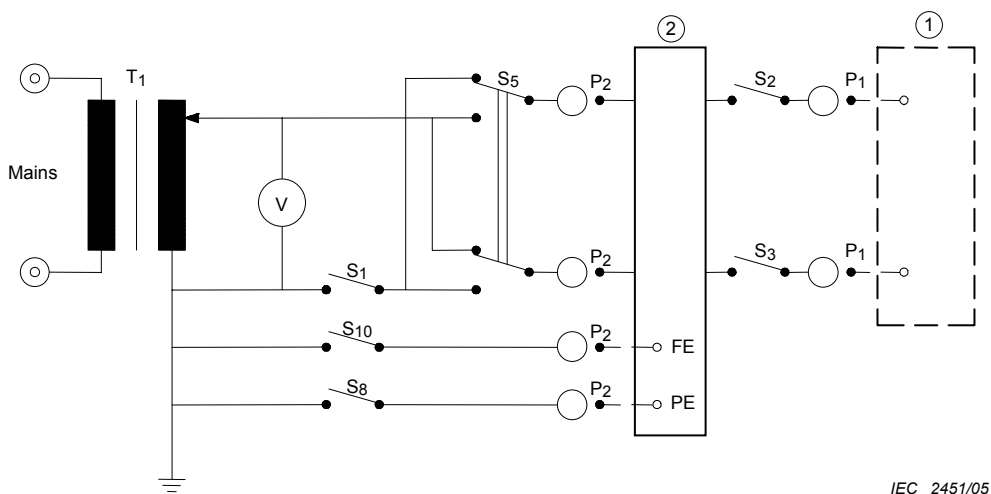 ②
①
T1
S5
P2
S2
P1
Mains
V
P2
S3
P1
S1
S10
P2
FE
S8
P2
PE
IEC 2451/05